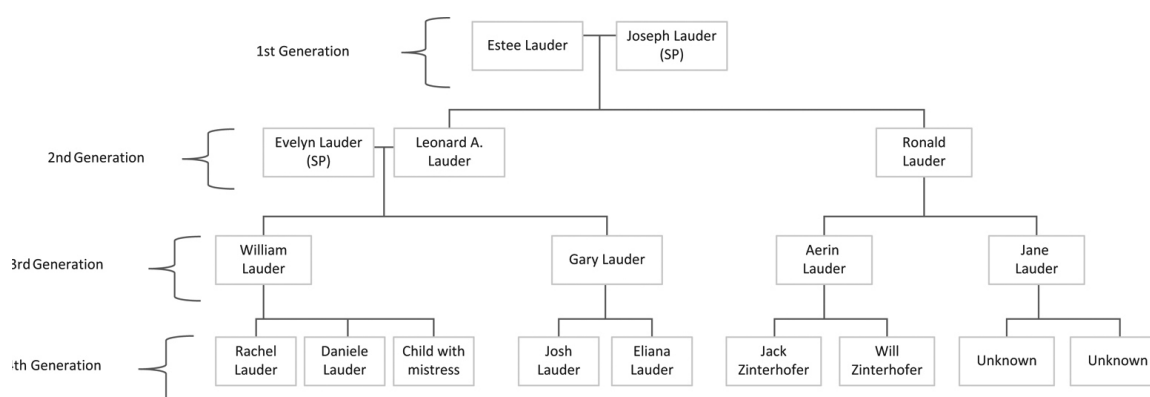 1st Generation
Estee Lauder
Joseph Lauder
(SP)
2nd Generation
Evelyn Lauder
(SP)
Leonard A.
Lauder
Ronald
Lauder
3rd Generation
William
Lauder
Gary Lauder
Aerin
Lauder
Jane
Lauder
th Generation
Rachel
Lauder
Daniele
Lauder
Child with
mistress
Josh
Lauder
Eliana
Lauder
Jack
Zinterhofer
Will
Zinterhofer
Unknown
Unknown